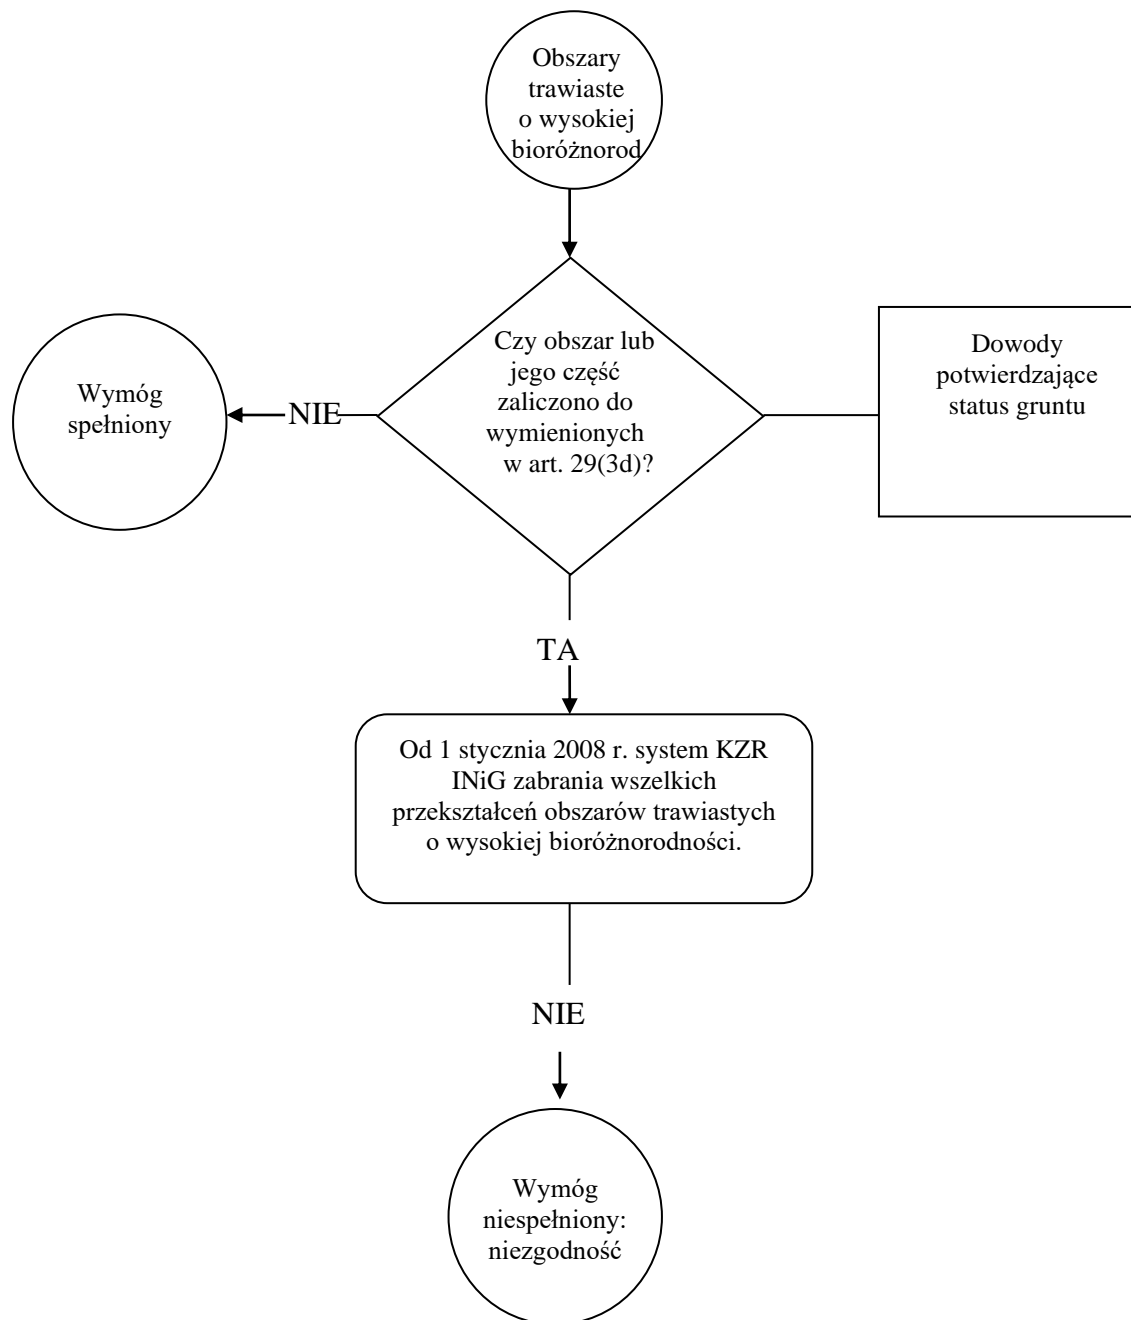 Obszary
trawiaste
o wysokiej
bioróżnorod
Czy obszar lub
jego część
zaliczono do
wymienionych
w art. 29(3d)?
Dowody
potwierdzające
status gruntu
NIE
Wymóg
spełniony
TA
Od 1 stycznia 2008 r. system KZR
INiG zabrania wszelkich
przekształceń obszarów trawiastych
o wysokiej bioróżnorodności.
NIE
Wymóg
niespełniony:
niezgodność